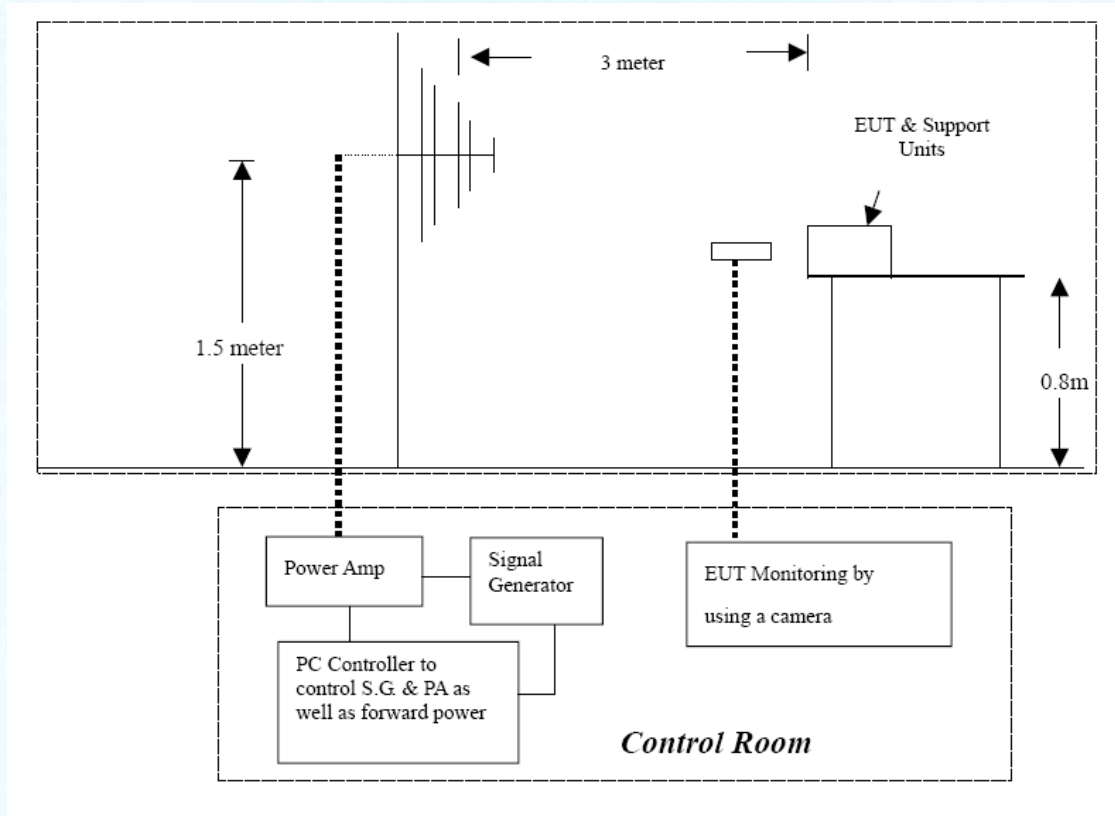 3 meter
EUT & Support
Units
1.5 meter
0.8m
Power Amp
Signal
Generator
EUT Monitoring by
using a camera
PC Controller to
control S.G. & PA as
well as forward power
Control Room